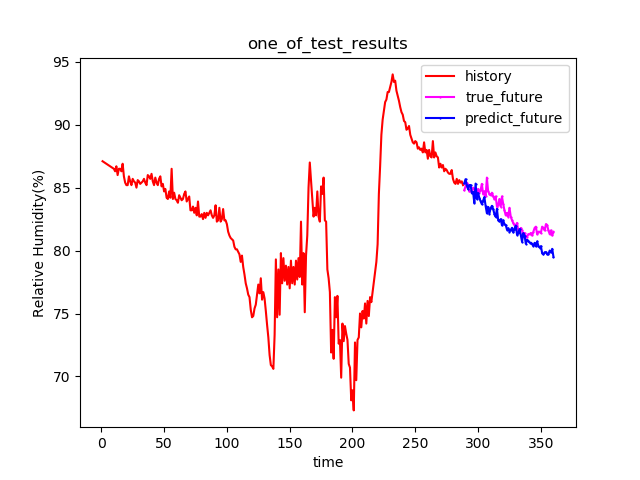 one_of_test_results
95
90
85
80
75
70
Relative Humidity(%)
history
true_future
predict_future
0
50
100
150
200
250
300
350
time